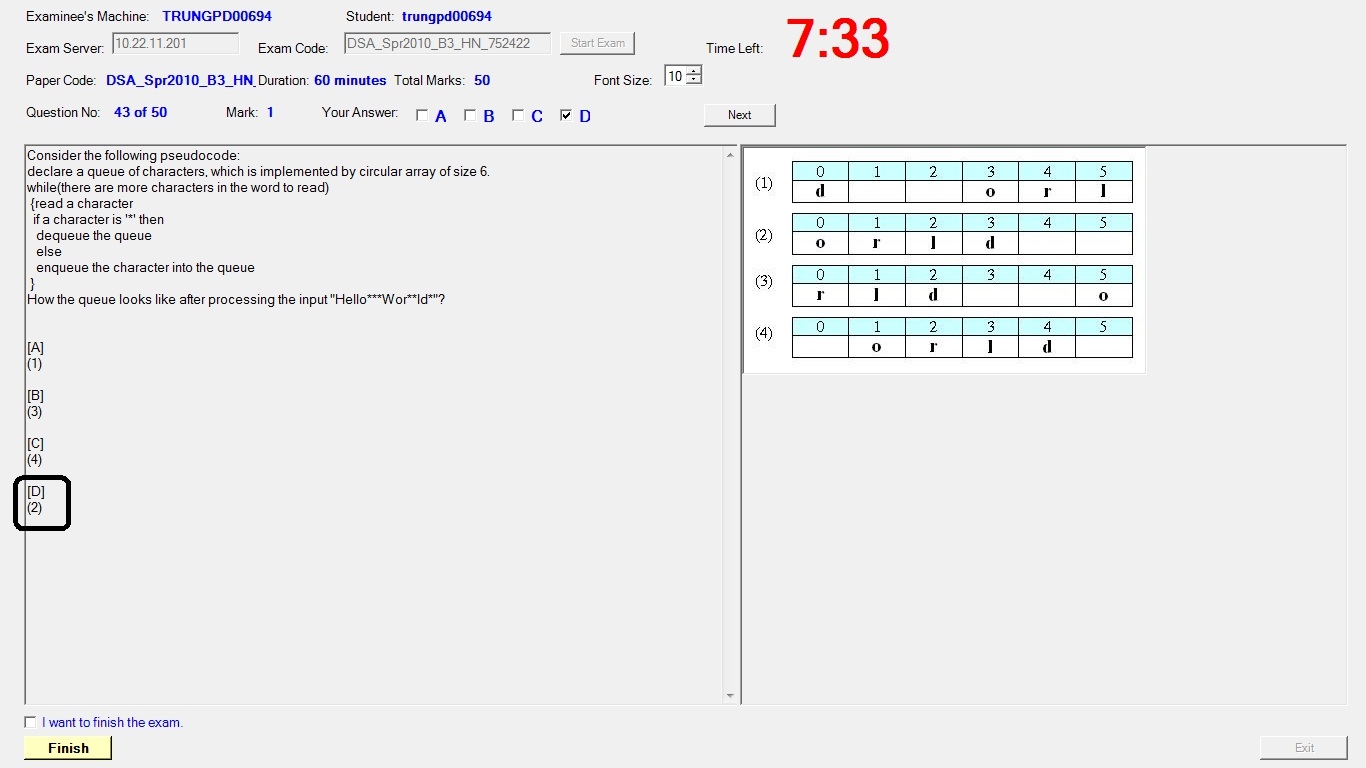 Examinee's Machine: TRUNGPD00694 Student: trungpd00694
Exam Server: 10.22.11.201 Exam Code: DSA_Spr2010_B3_HN_752422 Start Exam Time Left: 7:33
Paper Code: DSA_Spr2010_B3_HN_ Duration: 60 minutes Total Marks: 50 Font Size: 10
Question No: 43 of 50 Mark: 1 Your Answer: A B C D Next
Consider the following pseudocode:
declare a queue of characters, which is implemented by circular array of size 6.
while(there are more characters in the word to read)
{read a character
if a character is '*' then
dequeue the queue
else
enqueue the character into the queue
}
How the queue looks like after processing the input "Hello***Wor**ld*"?
[A]
(1)
[B]
(3)
[C]
(4)
[D]
(2)
0 1 2 3 4 5
(1) d o r l
0 1 2 3 4 5
(2) o r l d
0 1 2 3 4 5
(3) r l d o
0 1 2 3 4 5
(4) o r l d
I want to finish the exam.
Finish Exit